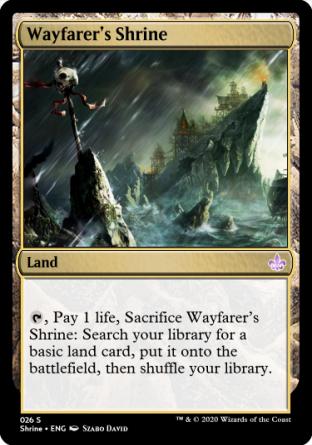 Wayfarer's Shrine
Land
, Pay 1 life, Sacrifice Wayfarer's
Shrine: Search your library for a
basic land card, put it onto the
battlefield, then shuffle your library.
026 S
™ & © 2020 Wizards of the Coast
Shrine • ENG Szabo David